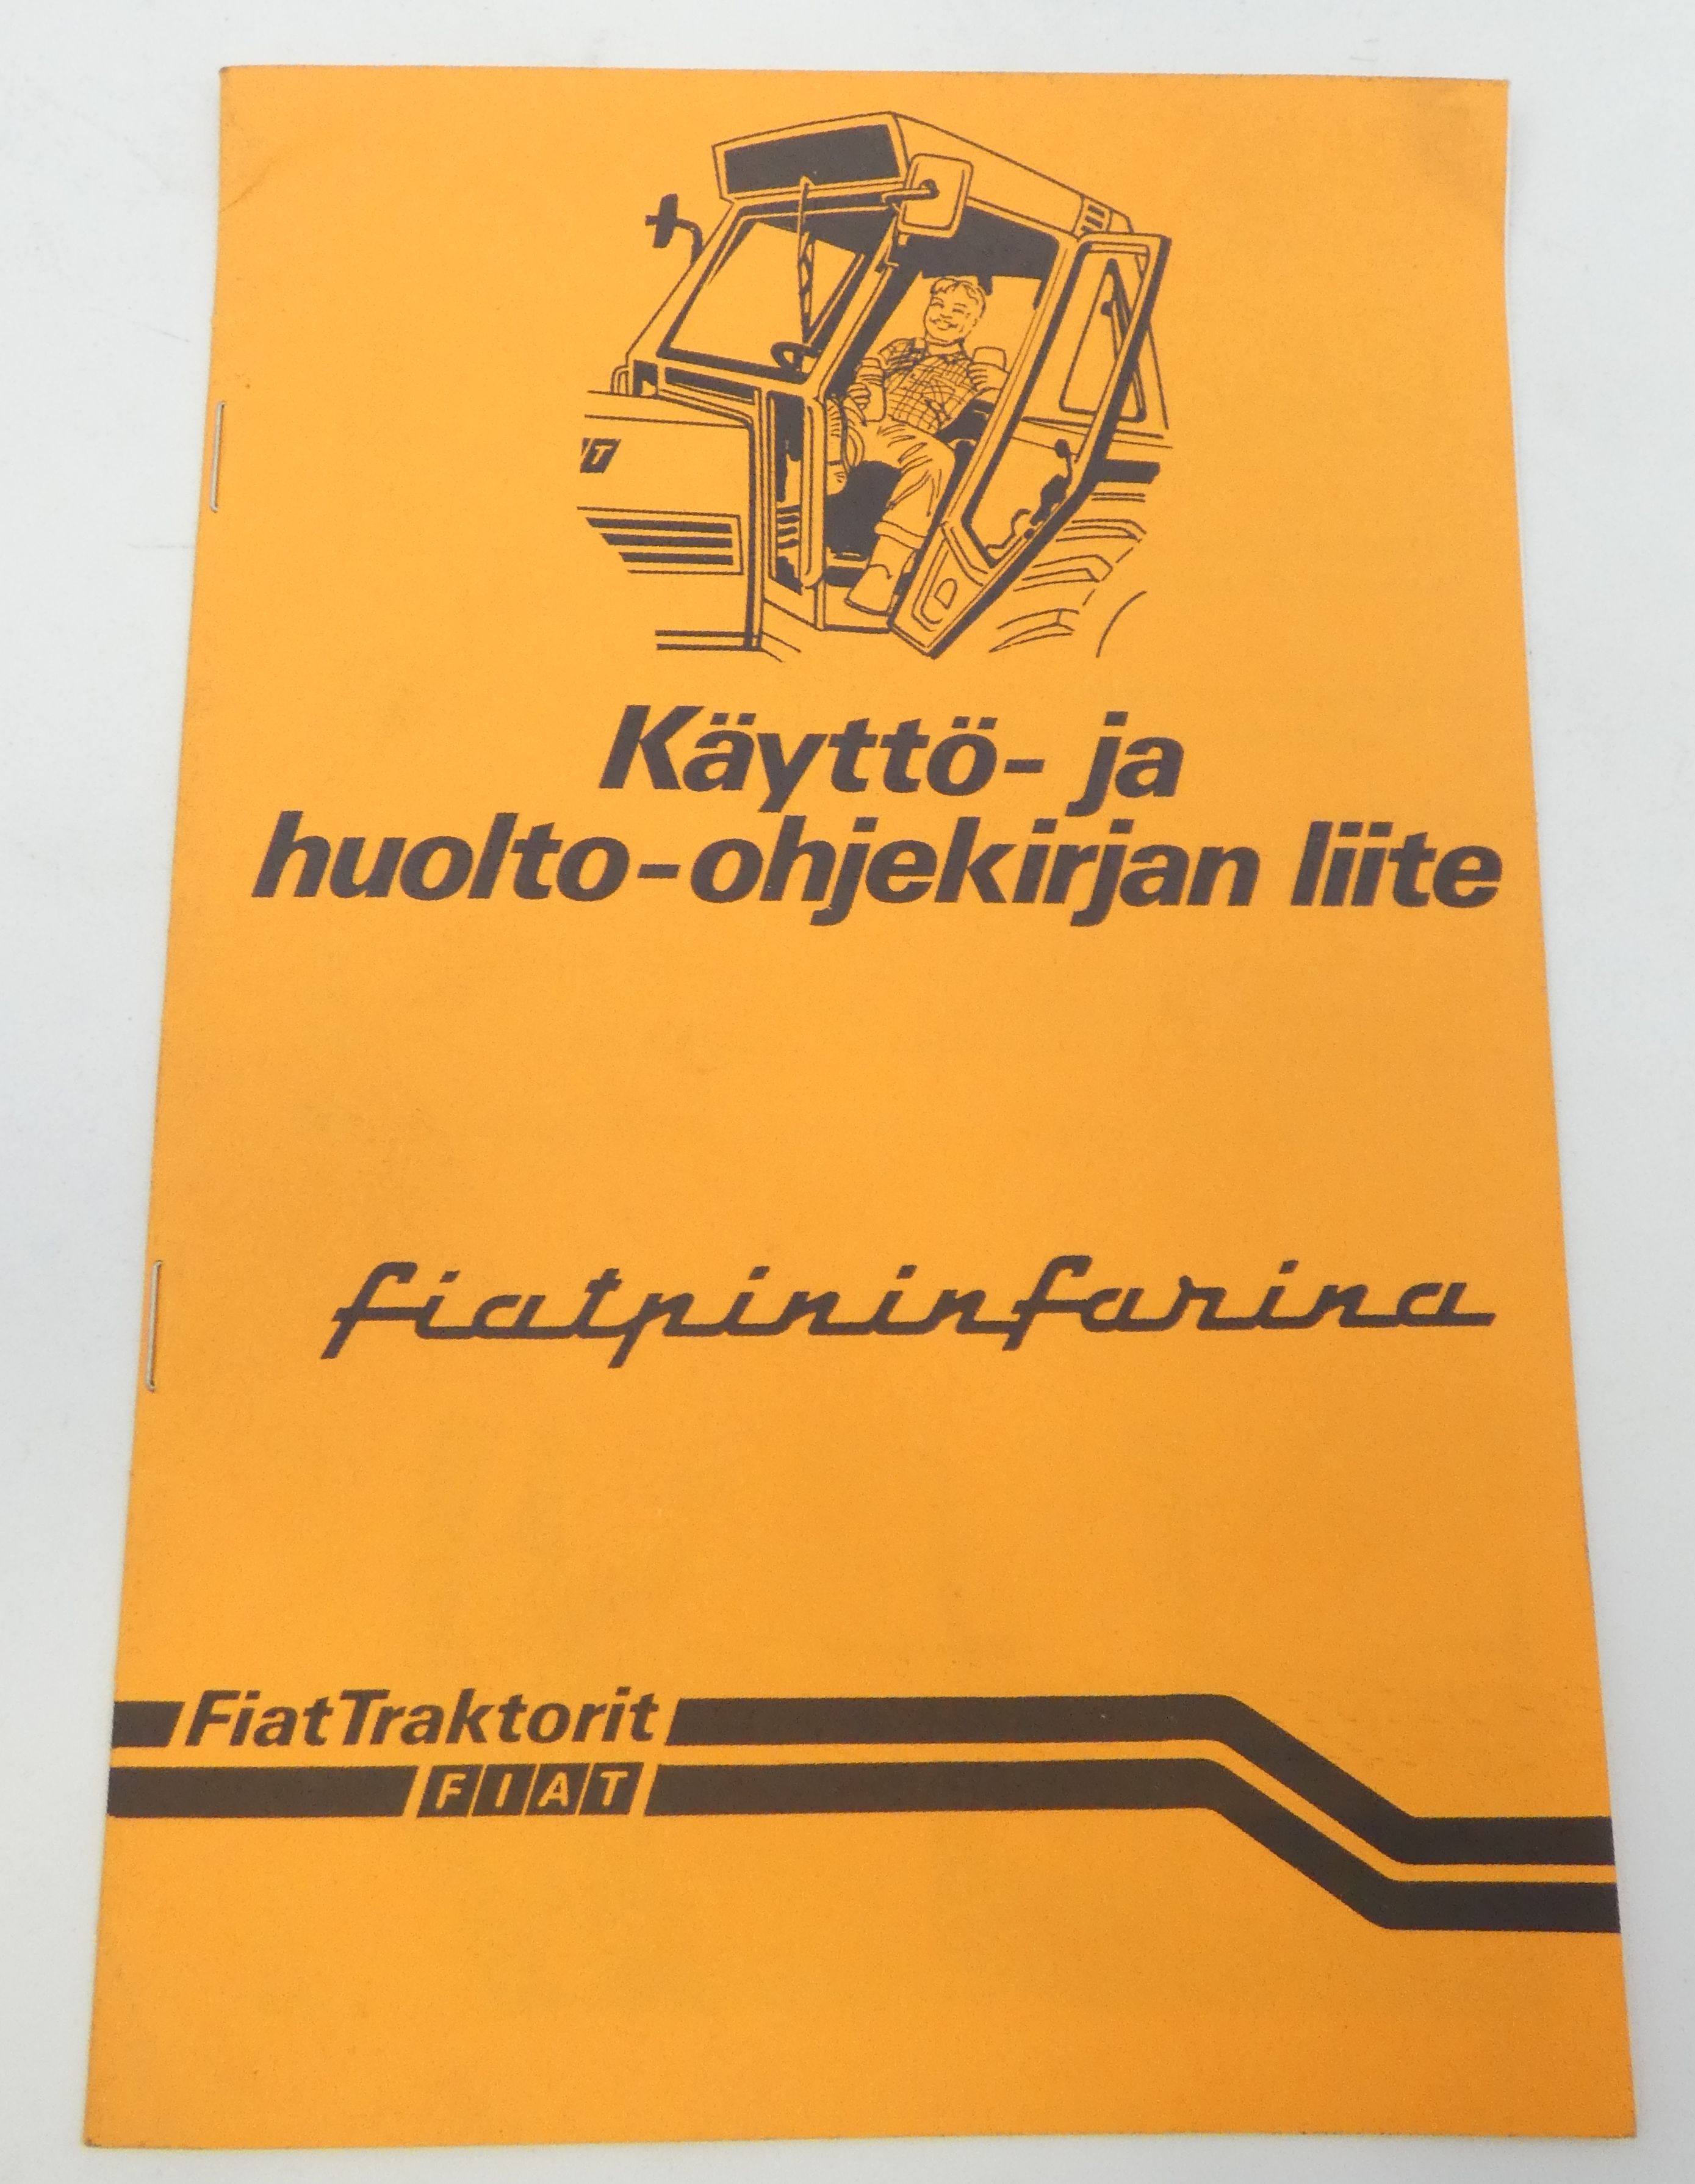 Käyttö- ja
huolto-ohjekirjan liite
fiatpininfarina
FiatTraktorit
FIAT